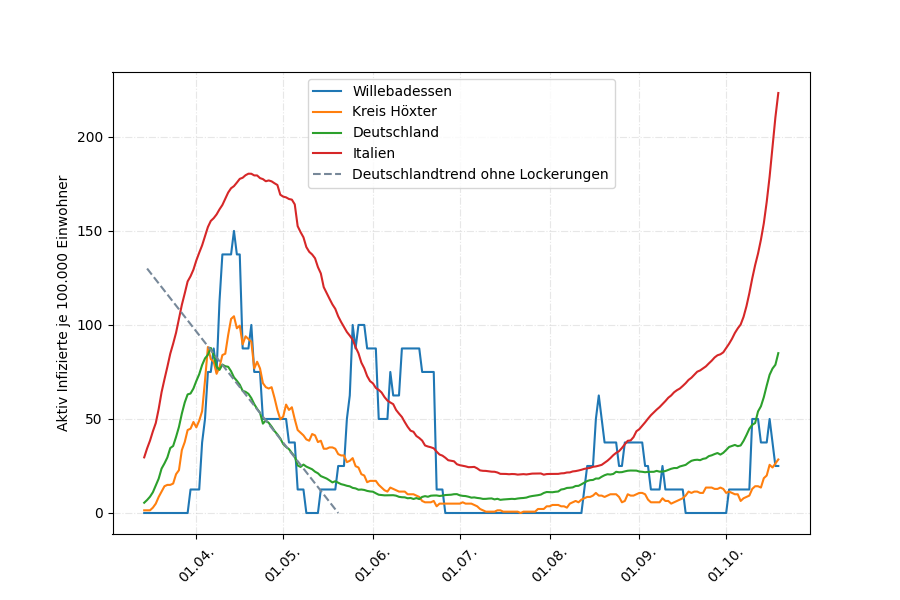 Willebadessen
Kreis Höxter
Deutschland
Italien
Deutschlandtrend ohne Lockerungen
Aktiv Infizierte je 100.000 Einwohner
200
150
100
50
0
01.04.
01.05.
01.06.
01.07.
01.08.
01.09.
01.10.